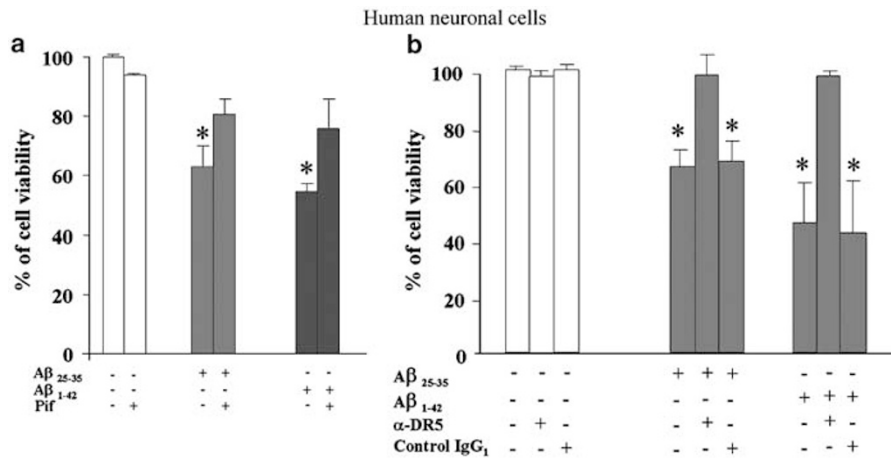 Human neuronal cells
a
% of cell viability
100
80
60
40
20
0
*
*
Aβ 25-35 - - + + - -
Aβ 1-42 - - - - + +
Pif - + - + - +
b
% of cell viability
100
80
60
40
20
0
* *
* *
Aβ 25-35 - - - + + + - - -
Aβ 1-42 - - - - - - + + +
α-DR5 - + - - + - - + -
Control IgG1 - - + - - + - - +